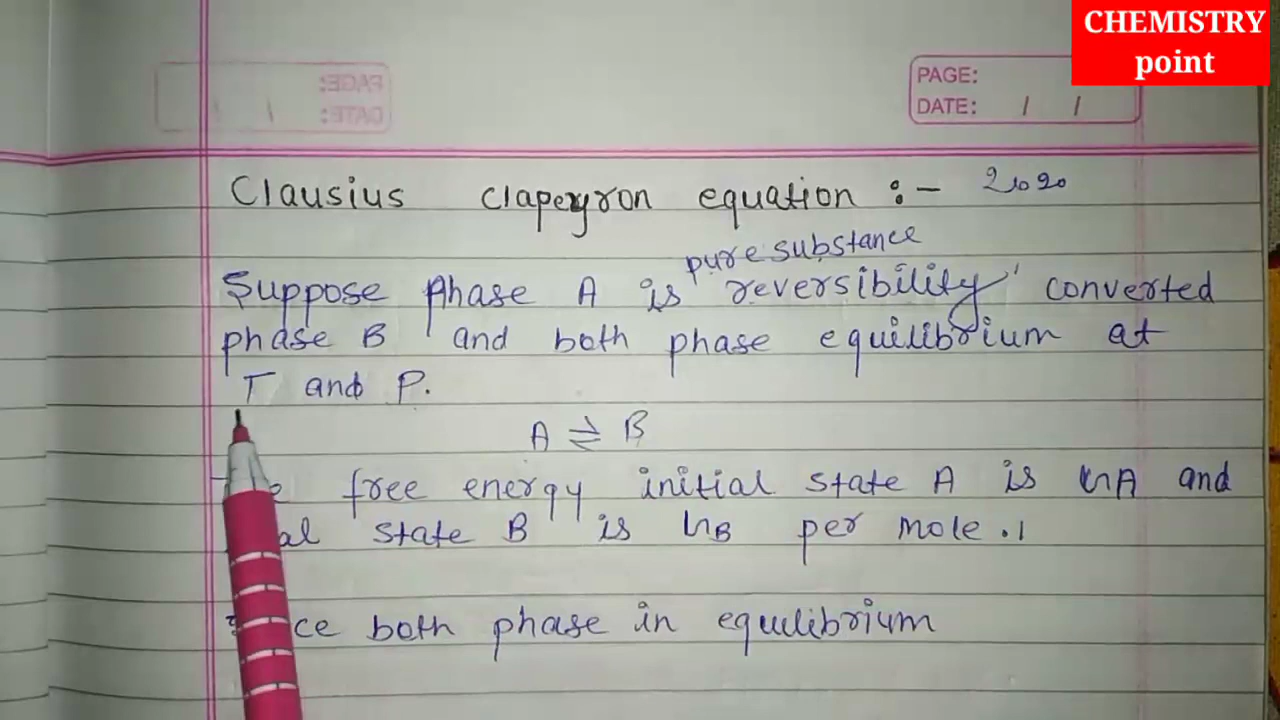 CHEMISTRY
point
PAGE:
DATE: / /
PAGE:
DATE:
Clausius clapeyron equation :- 2020
pure substance
Suppose Phase A is reversibility converted
phase B and both phase equilibrium at
T and P.
A ⇌ B
free energy initial state A is GA and
state B is GB per mole .
both phase in equilibrium